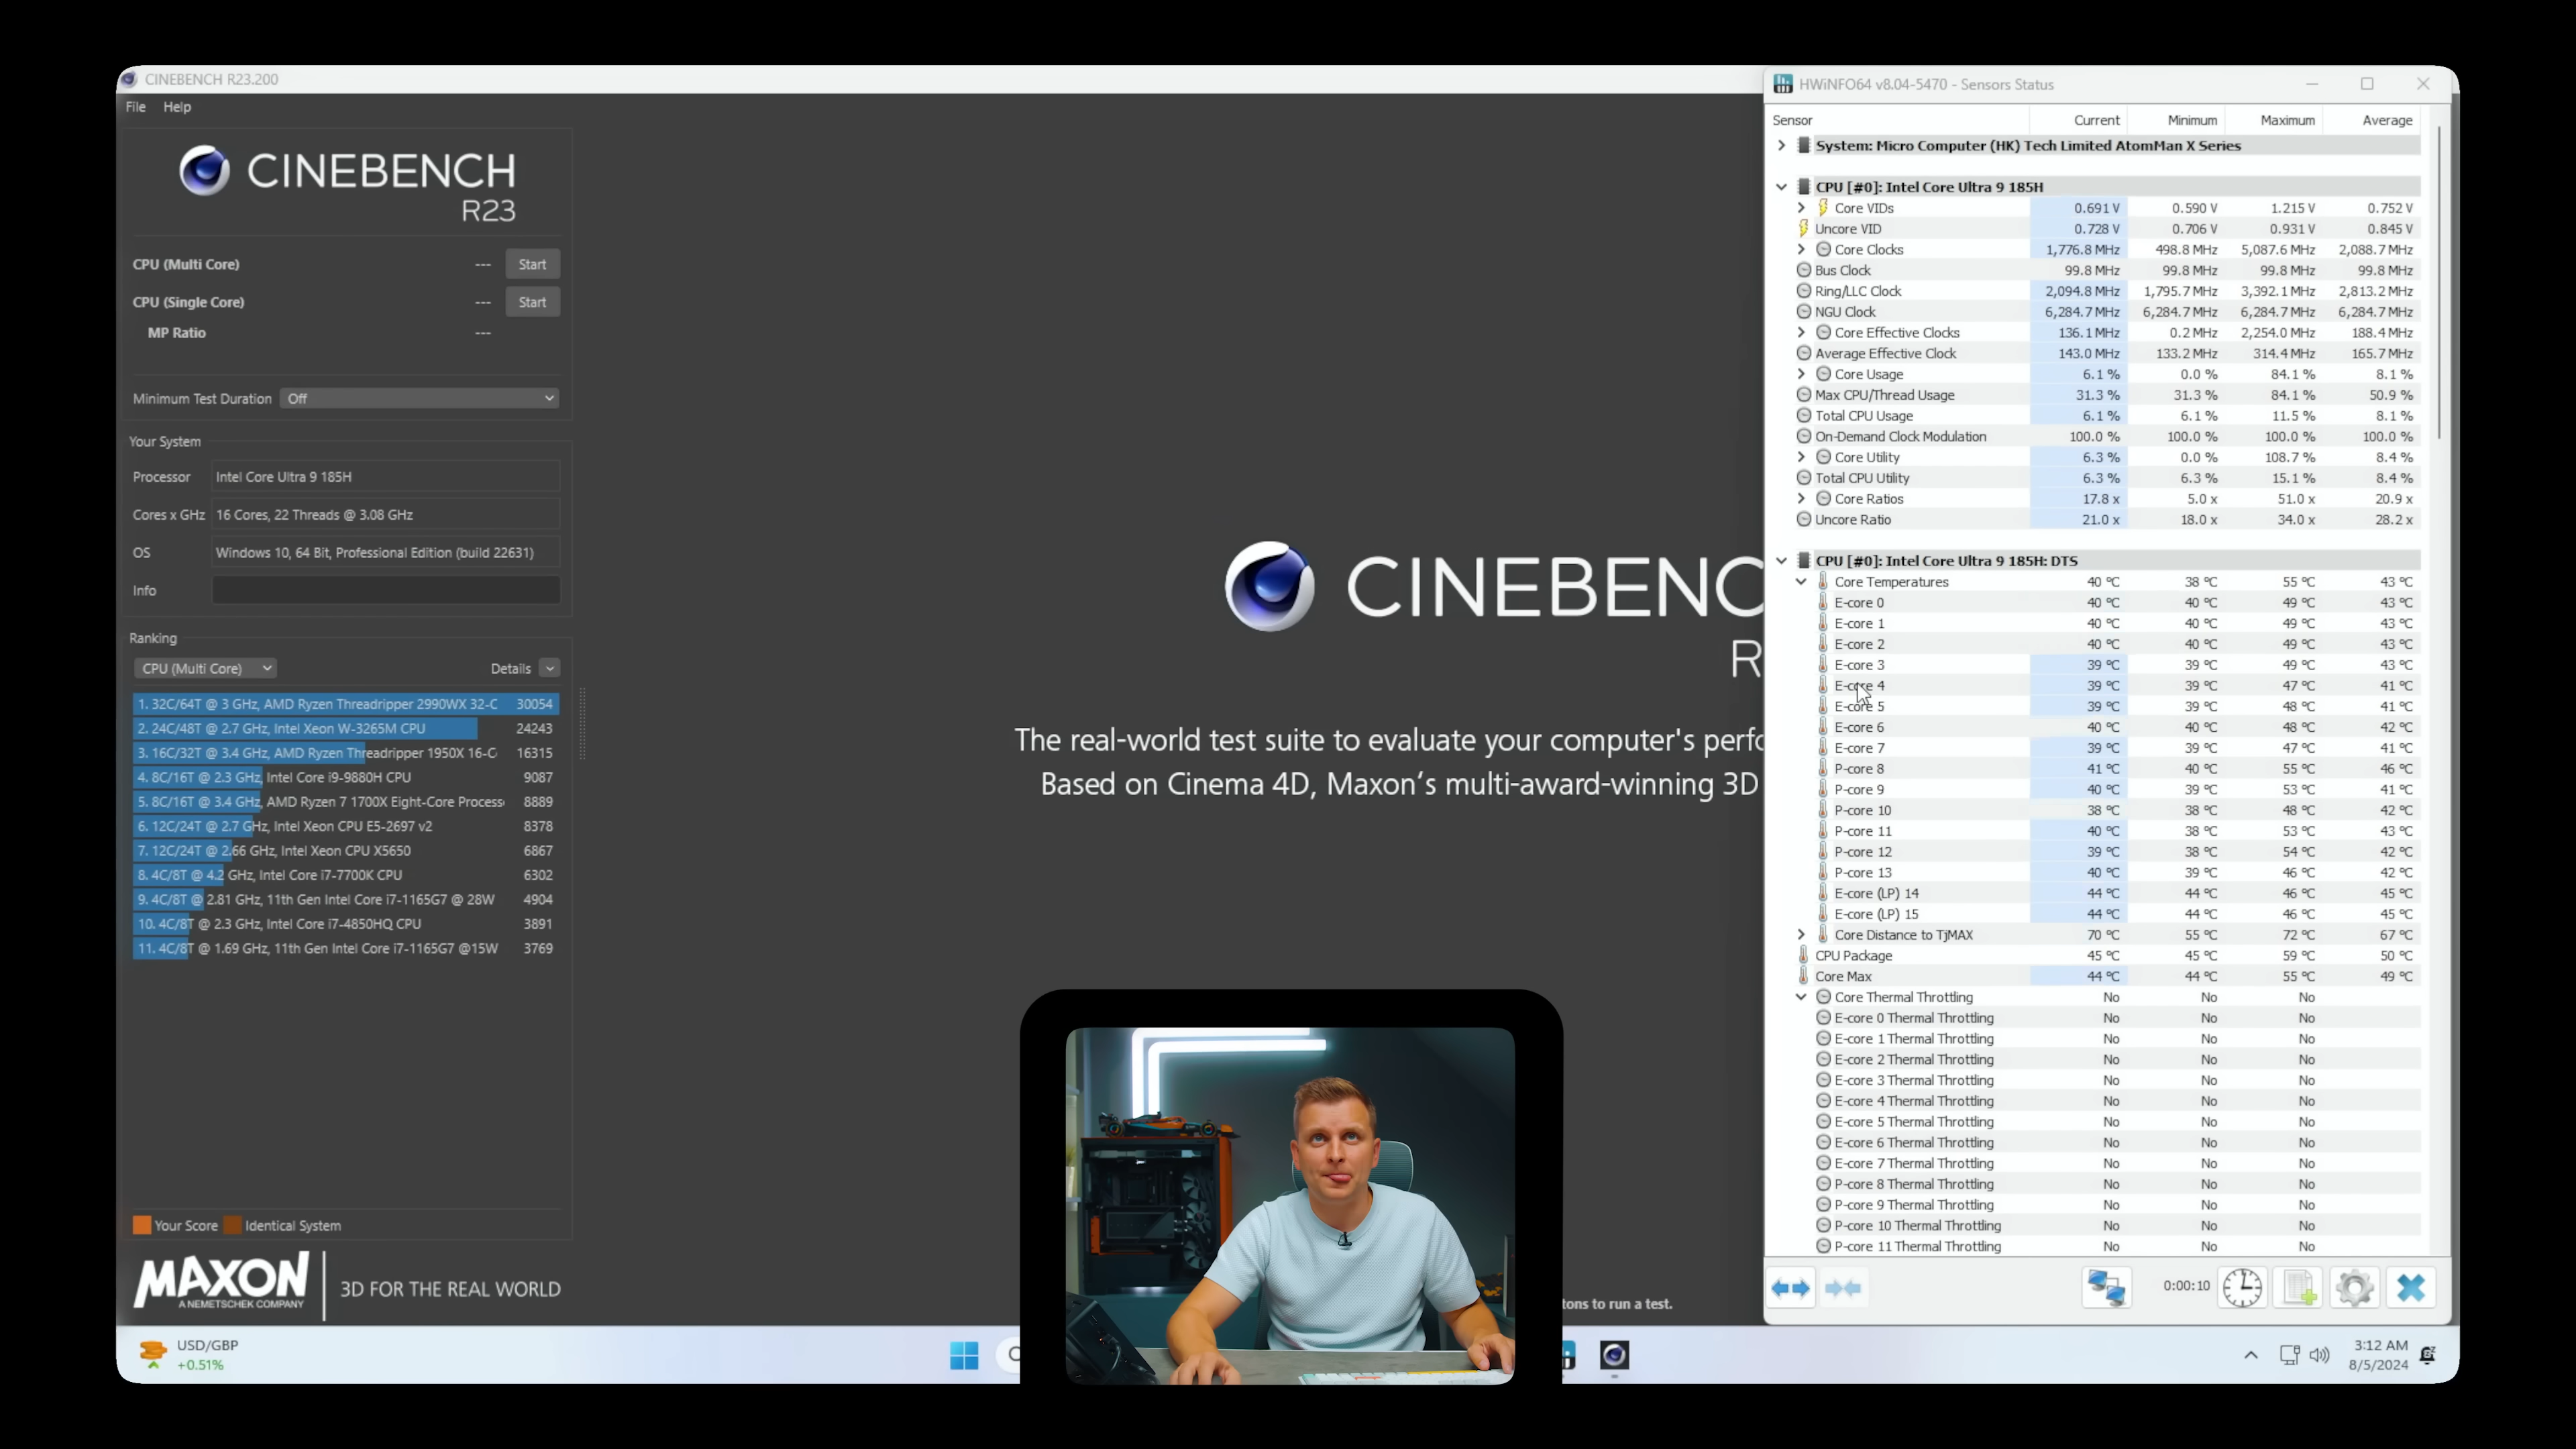 CINEBENCH R23.200
File Help
CINEBENCH
R23
CPU (Multi Core) --- Start
CPU (Single Core) --- Start
MP Ratio ---
Minimum Test Duration Off
Your System
Processor Intel Core Ultra 9 185H
Cores x GHz 16 Cores, 22 Threads @ 3.08 GHz
OS Windows 10, 64 Bit, Professional Edition (build 22631)
Info
Ranking
CPU (Multi Core) Details
1. 32C/64T @ 3 GHz, AMD Ryzen Threadripper 2990WX 32-C 30054
2. 24C/48T @ 2.7 GHz, Intel Xeon W-3265M CPU 24243
3. 16C/32T @ 3.4 GHz, AMD Ryzen Threadripper 1950X 16-C 16315
4. 8C/16T @ 2.3 GHz, Intel Core i9-9880H CPU 9087
5. 8C/16T @ 3.4 GHz, AMD Ryzen 7 1700X Eight-Core Process 8889
6. 12C/24T @ 2.7 GHz, Intel Xeon CPU E5-2697 v2 8378
7. 12C/24T @ 2.66 GHz, Intel Xeon CPU X5650 6867
8. 4C/8T @ 4.2 GHz, Intel Core i7-7700K CPU 6302
9. 4C/8T @ 2.81 GHz, 11th Gen Intel Core i7-1165G7 @ 28W 4904
10. 4C/8T @ 2.3 GHz, Intel Core i7-4850HQ CPU 3891
11. 4C/8T @ 1.69 GHz, 11th Gen Intel Core i7-1165G7 @15W 3769
Your Score Identical System
MAXON
A NEMETSCHEK COMPANY
3D FOR THE REAL WORLD
CINEBENC
R
The real-world test suite to evaluate your computer's perfo
Based on Cinema 4D, Maxon's multi-award-winning 3D
tons to run a test.
HWiNFO64 v8.04-5470 - Sensors Status
Sensor Current Minimum Maximum Average
System: Micro Computer (HK) Tech Limited AtomMan X Series
CPU [#0]: Intel Core Ultra 9 185H
Core VIDs 0.691 V 0.590 V 1.215 V 0.752 V
Uncore VID 0.728 V 0.706 V 0.931 V 0.845 V
Core Clocks 1,776.8 MHz 498.8 MHz 5,087.6 MHz 2,088.7 MHz
Bus Clock 99.8 MHz 99.8 MHz 99.8 MHz 99.8 MHz
Ring/LLC Clock 2,094.8 MHz 1,795.7 MHz 3,392.1 MHz 2,813.2 MHz
NGU Clock 6,284.7 MHz 6,284.7 MHz 6,284.7 MHz 6,284.7 MHz
Core Effective Clocks 136.1 MHz 0.2 MHz 2,254.0 MHz 188.4 MHz
Average Effective Clock 143.0 MHz 133.2 MHz 314.4 MHz 165.7 MHz
Core Usage 6.1 % 0.0 % 84.1 % 8.1 %
Max CPU/Thread Usage 31.3 % 31.3 % 84.1 % 50.9 %
Total CPU Usage 6.1 % 6.1 % 11.5 % 8.1 %
On-Demand Clock Modulation 100.0 % 100.0 % 100.0 % 100.0 %
Core Utility 6.3 % 0.0 % 108.7 % 8.4 %
Total CPU Utility 6.3 % 6.3 % 15.1 % 8.4 %
Core Ratios 17.8 x 5.0 x 51.0 x 20.9 x
Uncore Ratio 21.0 x 18.0 x 34.0 x 28.2 x
CPU [#0]: Intel Core Ultra 9 185H: DTS
Core Temperatures 40 °C 38 °C 55 °C 43 °C
E-core 0 40 °C 40 °C 49 °C 43 °C
E-core 1 40 °C 40 °C 49 °C 43 °C
E-core 2 40 °C 40 °C 49 °C 43 °C
E-core 3 39 °C 39 °C 49 °C 43 °C
E-core 4 39 °C 39 °C 47 °C 41 °C
E-core 5 39 °C 39 °C 48 °C 41 °C
E-core 6 40 °C 40 °C 48 °C 42 °C
E-core 7 39 °C 39 °C 47 °C 41 °C
P-core 8 41 °C 40 °C 55 °C 46 °C
P-core 9 40 °C 39 °C 53 °C 41 °C
P-core 10 38 °C 38 °C 48 °C 42 °C
P-core 11 40 °C 38 °C 53 °C 43 °C
P-core 12 39 °C 38 °C 54 °C 42 °C
P-core 13 40 °C 39 °C 46 °C 42 °C
E-core (LP) 14 44 °C 44 °C 46 °C 45 °C
E-core (LP) 15 44 °C 44 °C 46 °C 45 °C
Core Distance to TjMAX 70 °C 55 °C 72 °C 67 °C
CPU Package 45 °C 45 °C 59 °C 50 °C
Core Max 44 °C 44 °C 55 °C 49 °C
Core Thermal Throttling No No No
E-core 0 Thermal Throttling No No No
E-core 1 Thermal Throttling No No No
E-core 2 Thermal Throttling No No No
E-core 3 Thermal Throttling No No No
E-core 4 Thermal Throttling No No No
E-core 5 Thermal Throttling No No No
E-core 6 Thermal Throttling No No No
E-core 7 Thermal Throttling No No No
P-core 8 Thermal Throttling No No No
P-core 9 Thermal Throttling No No No
P-core 10 Thermal Throttling No No No
P-core 11 Thermal Throttling No No No
0:00:10
USD/GBP
+0.51%
3:12 AM
8/5/2024